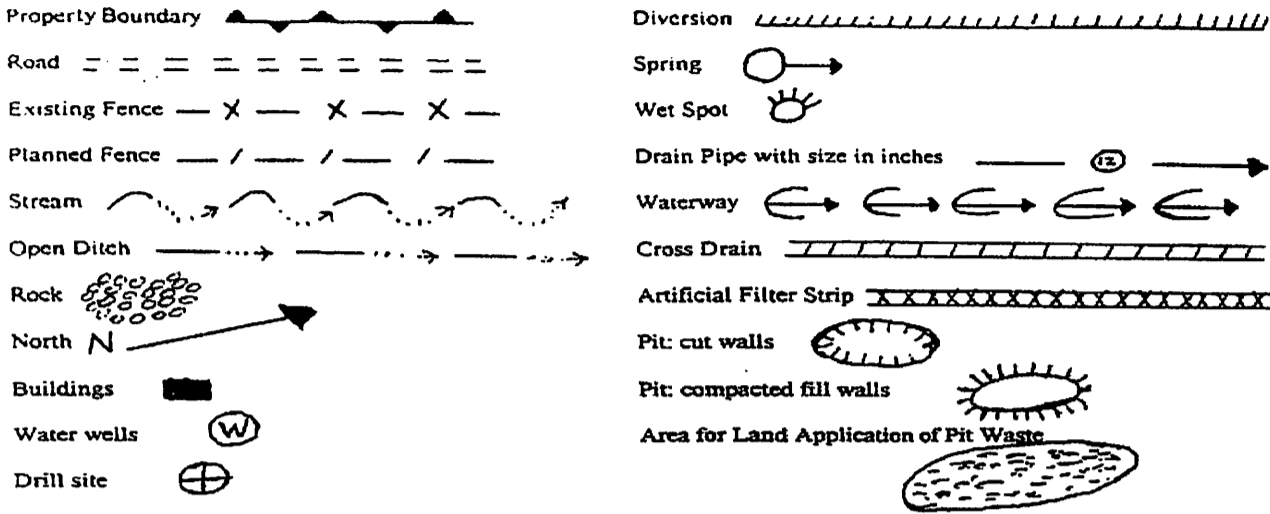 Property Boundary
Road
Existing Fence
Planned Fence
Stream
Open Ditch
Rock
North N
Buildings
Water wells W
Drill site
Diversion
Spring
Wet Spot
Drain Pipe with size in inches 12
Waterway
Cross Drain
Artificial Filter Strip
Pit: cut walls
Pit: compacted fill walls
Area for Land Application of Pit Waste